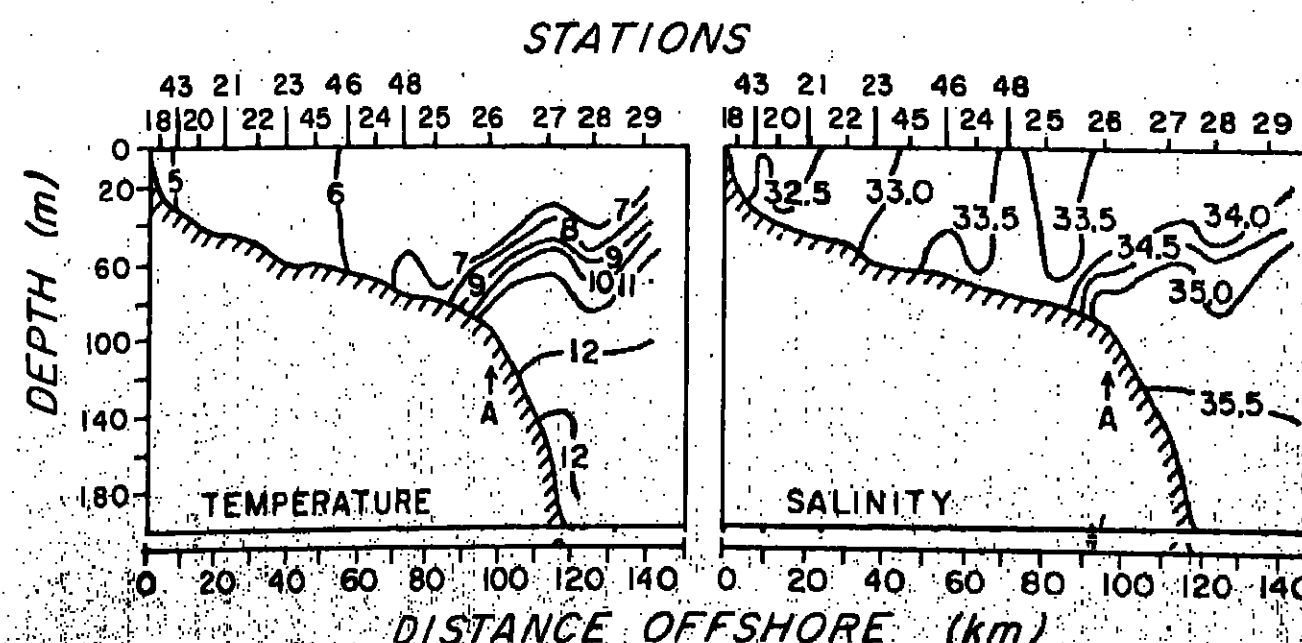 STATIONS
43 21 23 46 48
18 20 22 45 24 25 26 27 28 29
43 21 23 46 48
18 20 22 45 24 25 26 27 28 29
DEPTH (m)
0
20
60
100
140
180
5
6
7
7
8
9
9
10
11
12
12
A
TEMPERATURE
32.5
33.0
33.5
33.5
34.0
34.5
35.0
35.5
A
SALINITY
0 20 40 60 80 100 120 140
0 20 40 60 80 100 120 140
DISTANCE OFFSHORE (km)